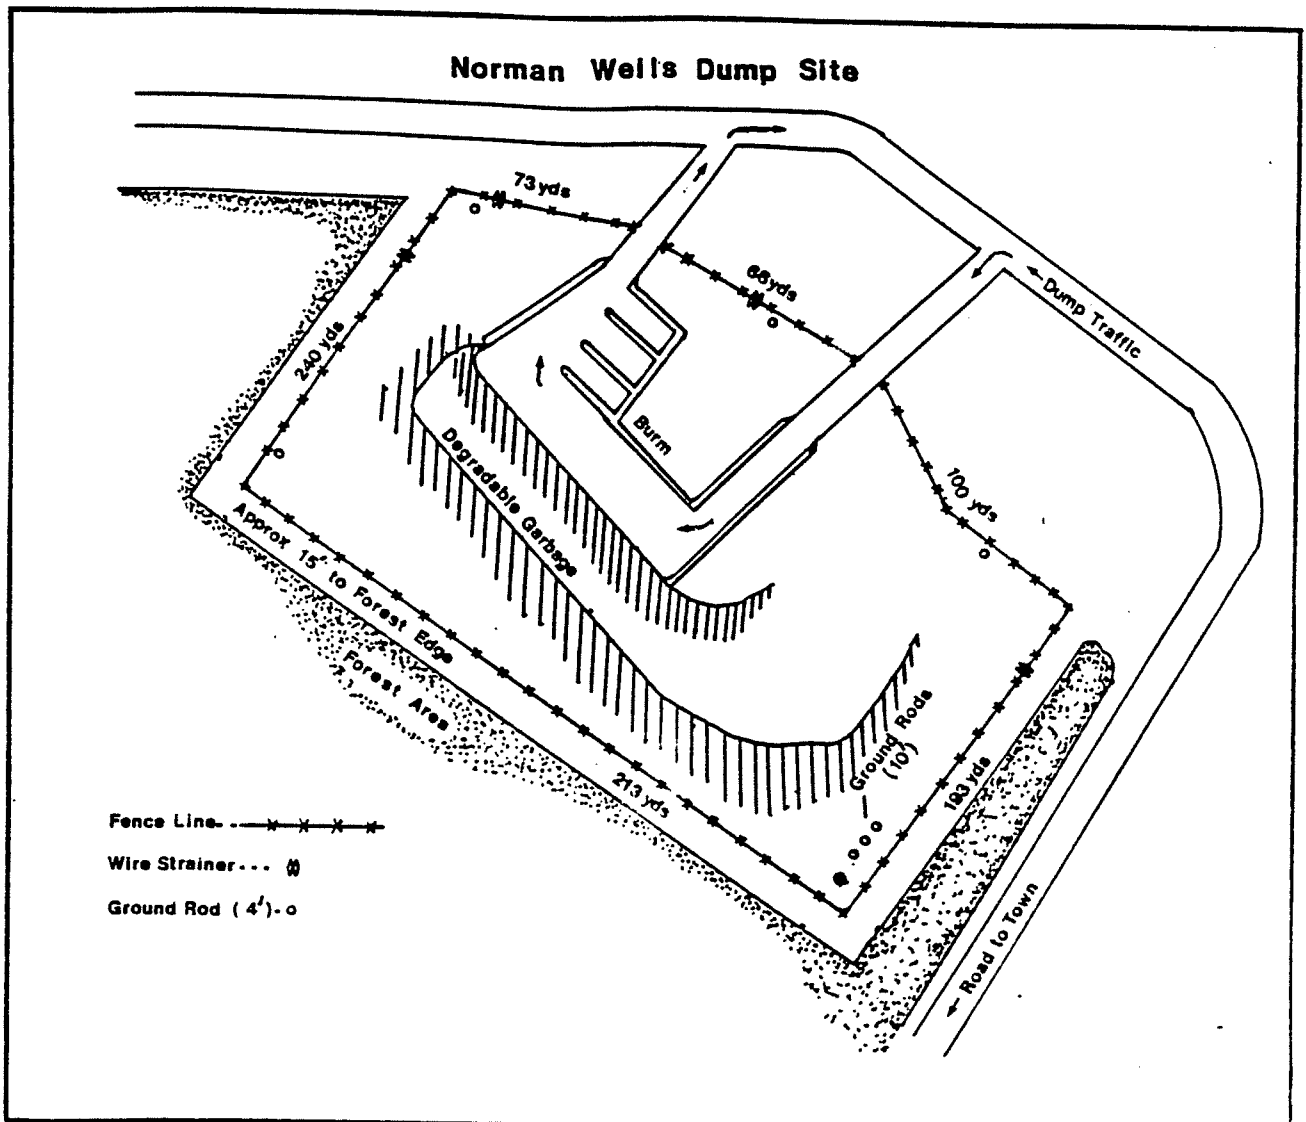 Norman Wells Dump Site
73 yds
66 yds
Dump Traffic
240 yds
Burm
Degradable Garbage
100 yds
Approx 15' to Forest Edge
Forest Area
Ground Rods
(10')
193 yds
213 yds
Fence Line
Wire Strainer...
Ground Rod (4')-o
Road to Town